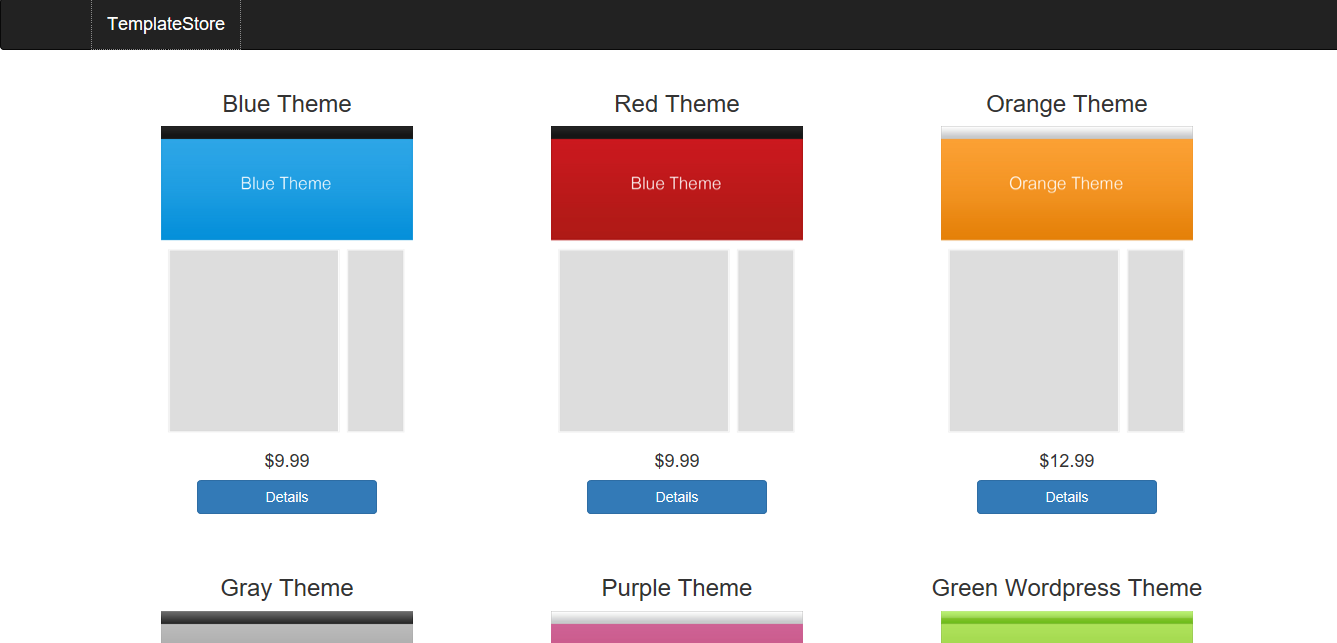 TemplateStore
Blue Theme
Red Theme
Orange Theme
Blue Theme
Blue Theme
Orange Theme
$9.99
$9.99
$12.99
Details
Details
Details
Gray Theme
Purple Theme
Green Wordpress Theme